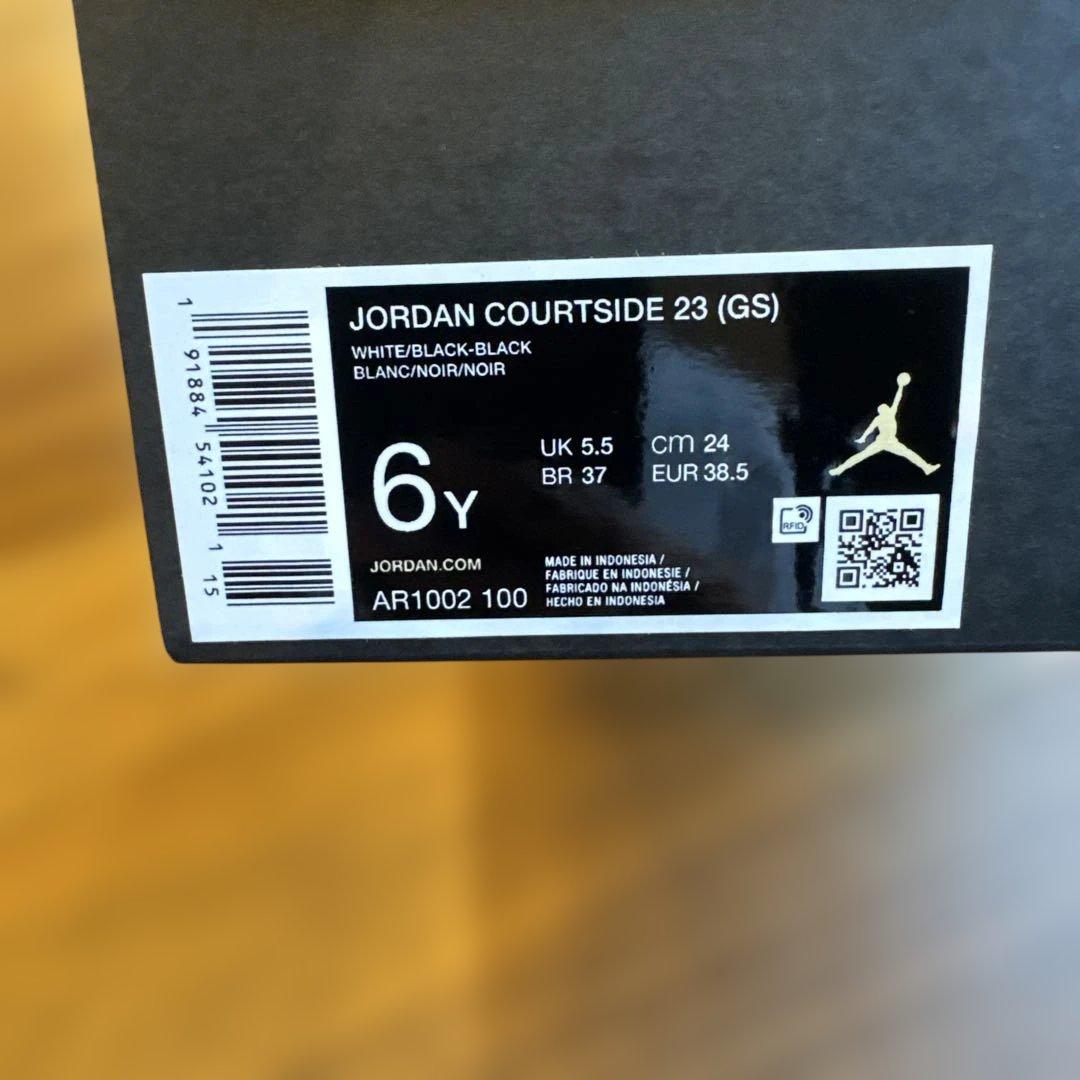 JORDAN COURTSIDE 23 (GS)
WHITE/BLACK-BLACK
BLANC/NOIR/NOIR
6Y
UK 5.5 cm 24
BR 37 EUR 38.5
RFID
JORDAN.COM
AR1002 100
MADE IN INDONESIA /
FABRIQUE EN INDONESIE /
FABRICADO NA INDONÉSIA /
HECHO EN INDONESIA
1 91884 54102 1 15